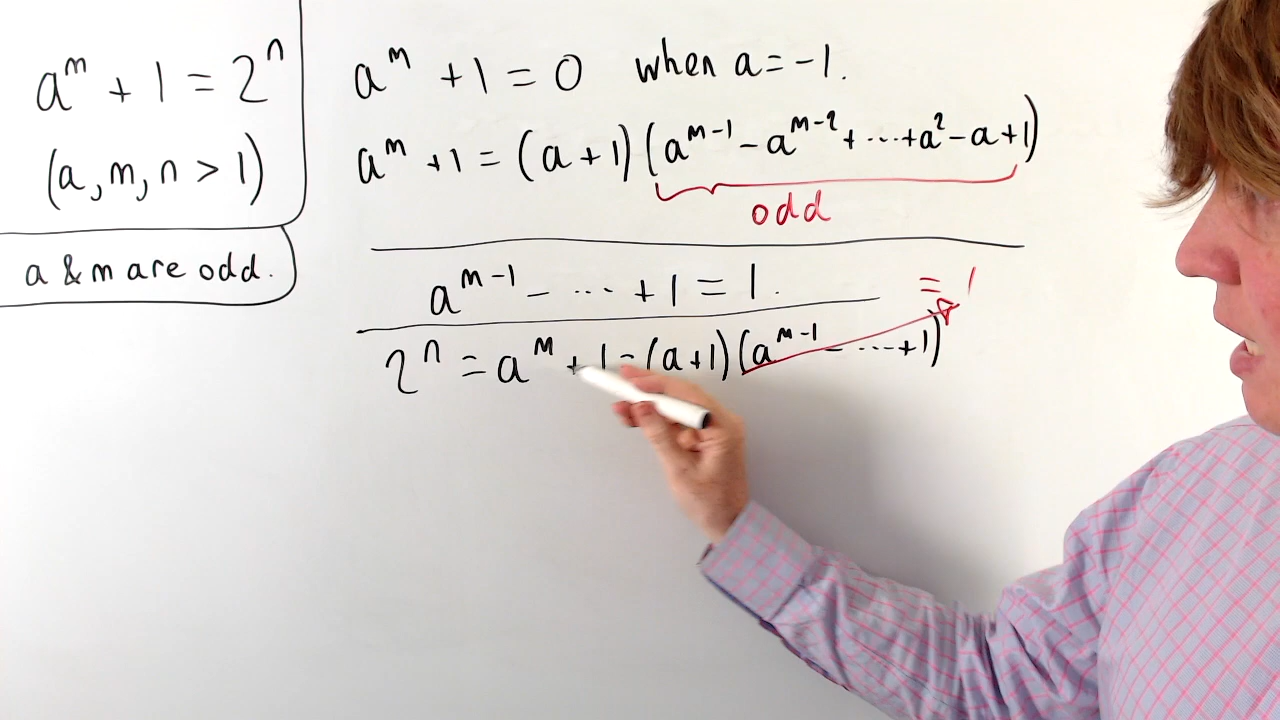 a^m + 1 = 2^n
(a, m, n > 1)
a & m are odd.
a^m + 1 = 0 when a = -1.
a^m + 1 = (a + 1)(a^{m-1} - a^{m-2} + ... + a^2 - a + 1)
odd
a^{m-1} - ... + 1 = 1.
= 1
2^n = a^m + 1 = (a + 1)(a^{m-1} - ... + 1)